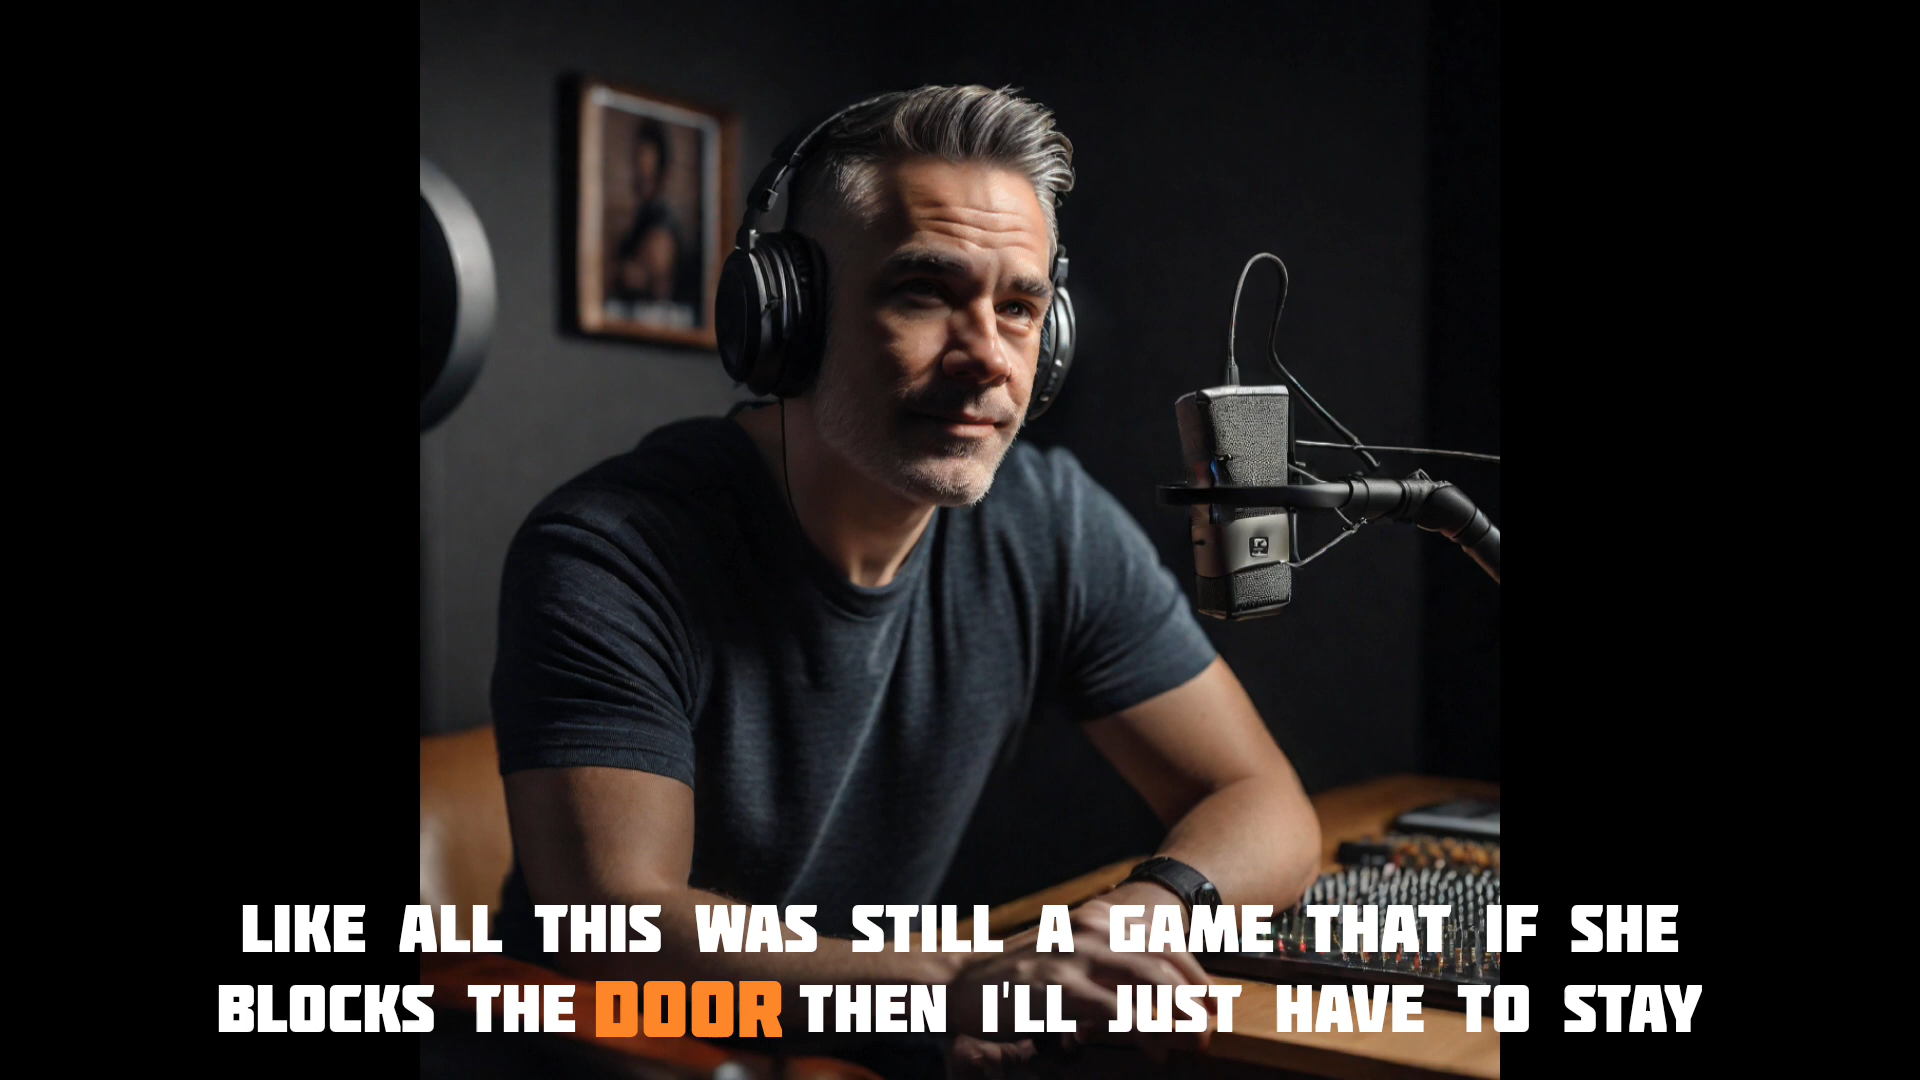 LIKE ALL THIS WAS STILL A GAME THAT IF SHE
BLOCKS THE DOOR THEN I'LL JUST HAVE TO STAY